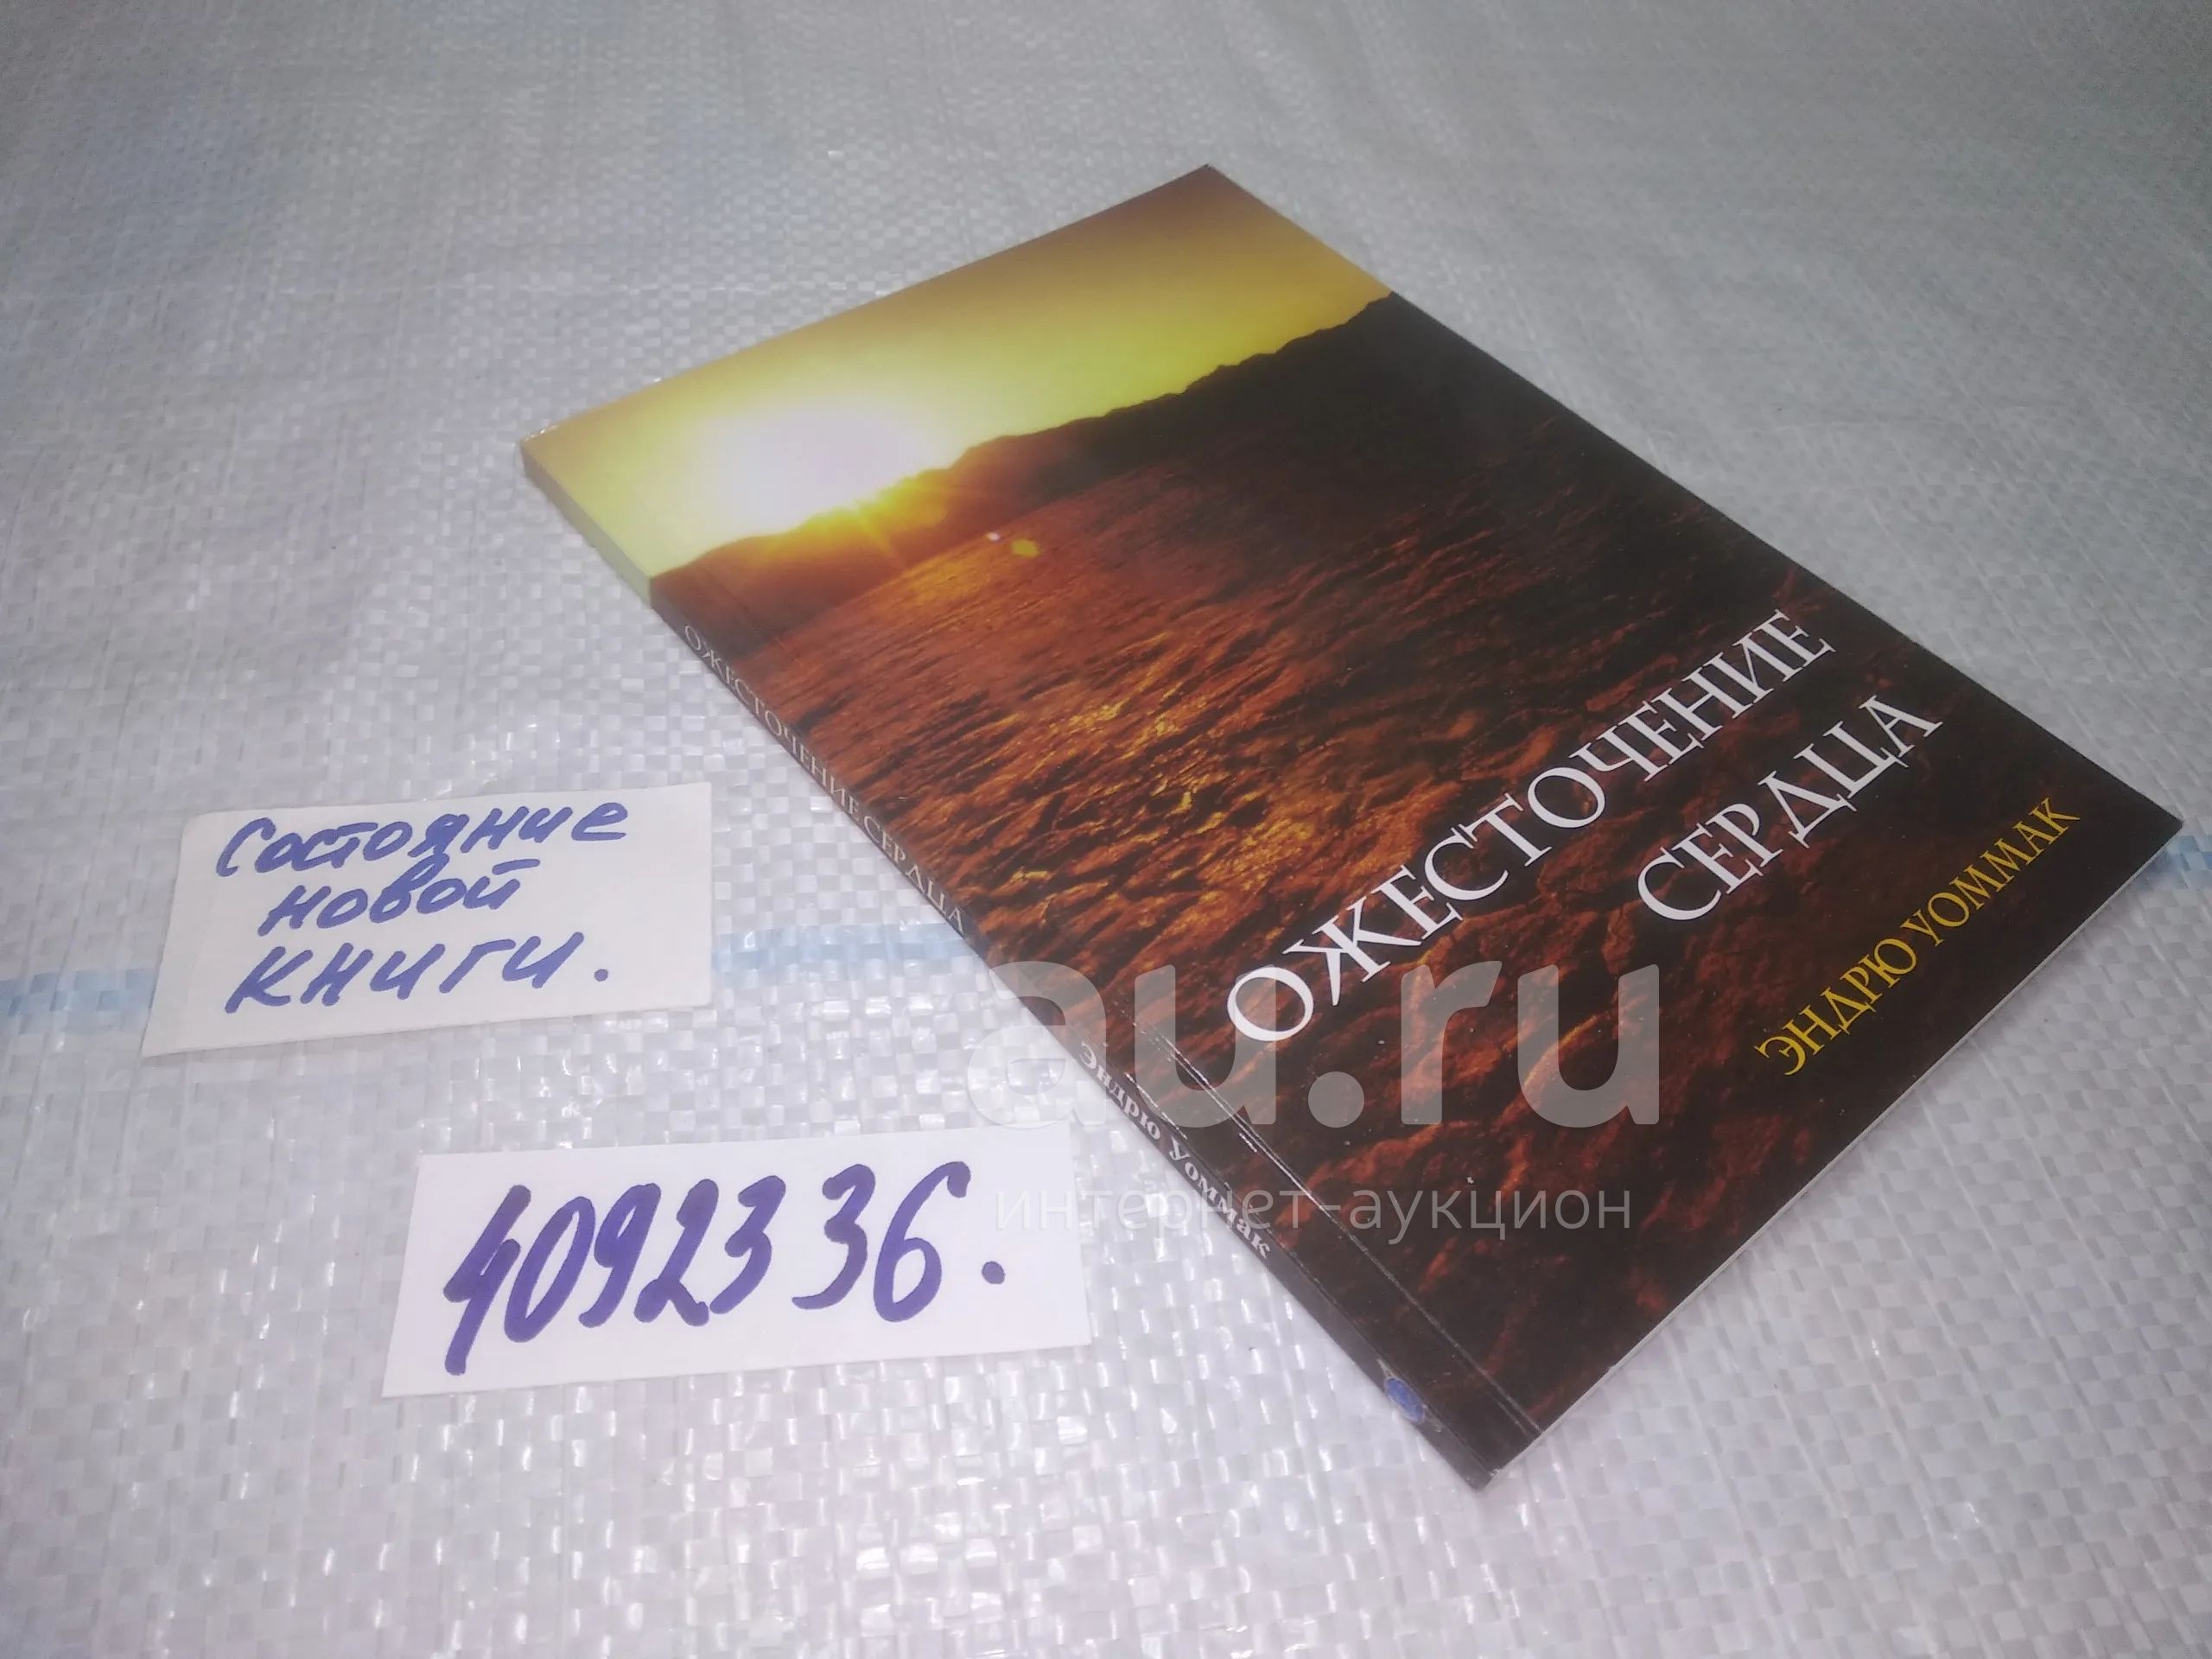 ОЖЕСТОЧЕНИЕ
СЕРДЦА
ЭНДРЮ УОММАК
ОЖЕСТОЧЕНИЕ СЕРДЦА
Эндрю Уоммак
Состояние
новой
книги.
4092336.
au.ru
интернет-аукцион